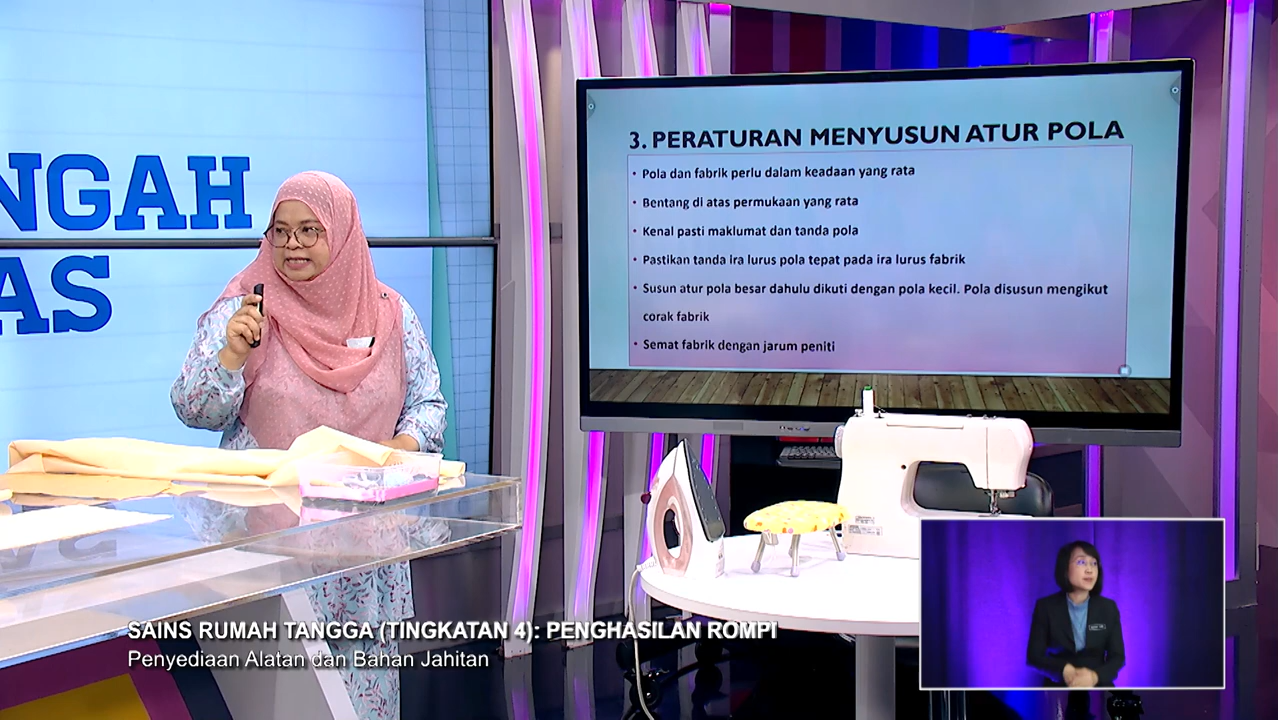 NGAH
AS
3. PERATURAN MENYUSUN ATUR POLA
• Pola dan fabrik perlu dalam keadaan yang rata
• Bentang di atas permukaan yang rata
• Kenal pasti maklumat dan tanda pola
• Pastikan tanda ira lurus pola tepat pada ira lurus fabrik
• Susun atur pola besar dahulu dikuti dengan pola kecil. Pola disusun mengikut
corak fabrik
• Semat fabrik dengan jarum peniti
SAINS RUMAH TANGGA (TINGKATAN 4): PENGHASILAN ROMPI
Penyediaan Alatan dan Bahan Jahitan